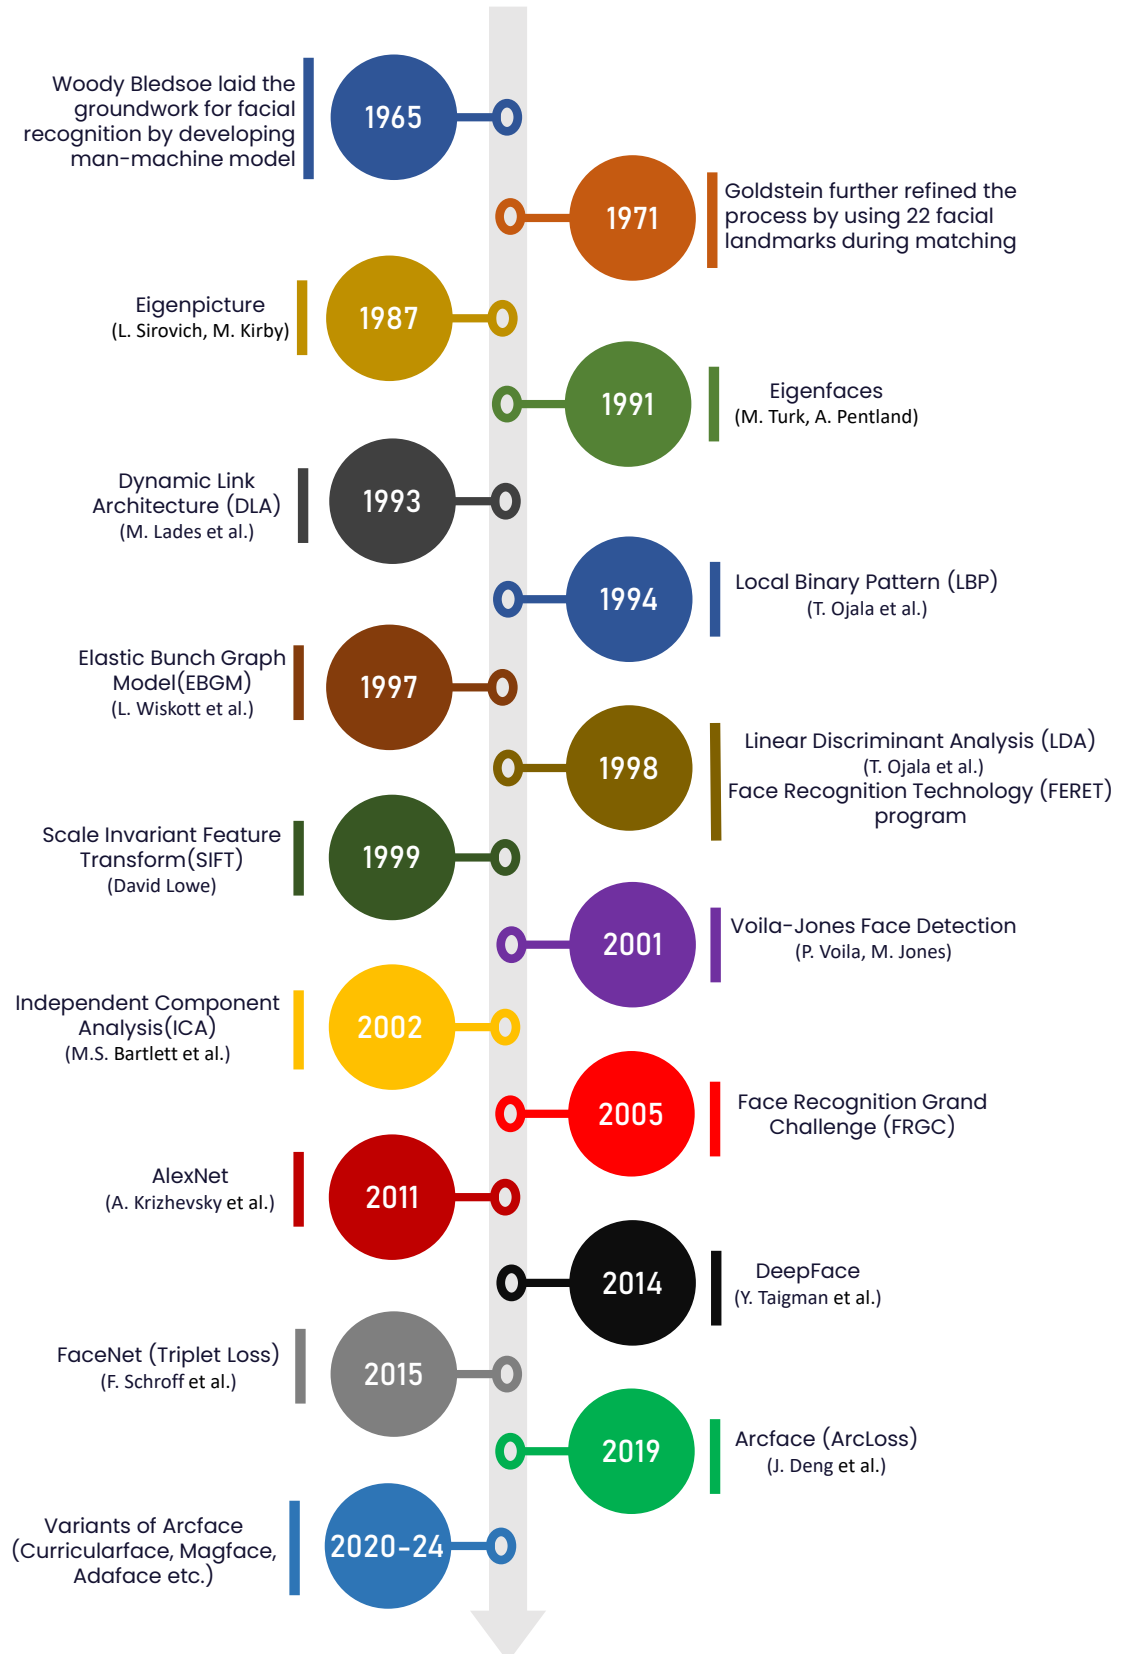 Woody Bledsoe laid the
groundwork for facial
recognition by developing
man-machine model
1965
1971
Goldstein further refined the
process by using 22 facial
landmarks during matching
Eigenpicture
(L. Sirovich, M. Kirby)
1987
1991
Eigenfaces
(M. Turk, A. Pentland)
Dynamic Link
Architecture (DLA)
(M. Lades et al.)
1993
1994
Local Binary Pattern (LBP)
(T. Ojala et al.)
Elastic Bunch Graph
Model(EBGM)
(L. Wiskott et al.)
1997
1998
Linear Discriminant Analysis (LDA)
(T. Ojala et al.)
Face Recognition Technology (FERET)
program
Scale Invariant Feature
Transform(SIFT)
(David Lowe)
1999
2001
Voila-Jones Face Detection
(P. Voila, M. Jones)
Independent Component
Analysis(ICA)
(M.S. Bartlett et al.)
2002
2005
Face Recognition Grand
Challenge (FRGC)
AlexNet
(A. Krizhevsky et al.)
2011
2014
DeepFace
(Y. Taigman et al.)
FaceNet (Triplet Loss)
(F. Schroff et al.)
2015
2019
Arcface (ArcLoss)
(J. Deng et al.)
Variants of Arcface
(Curricularface, Magface,
Adaface etc.)
2020-24